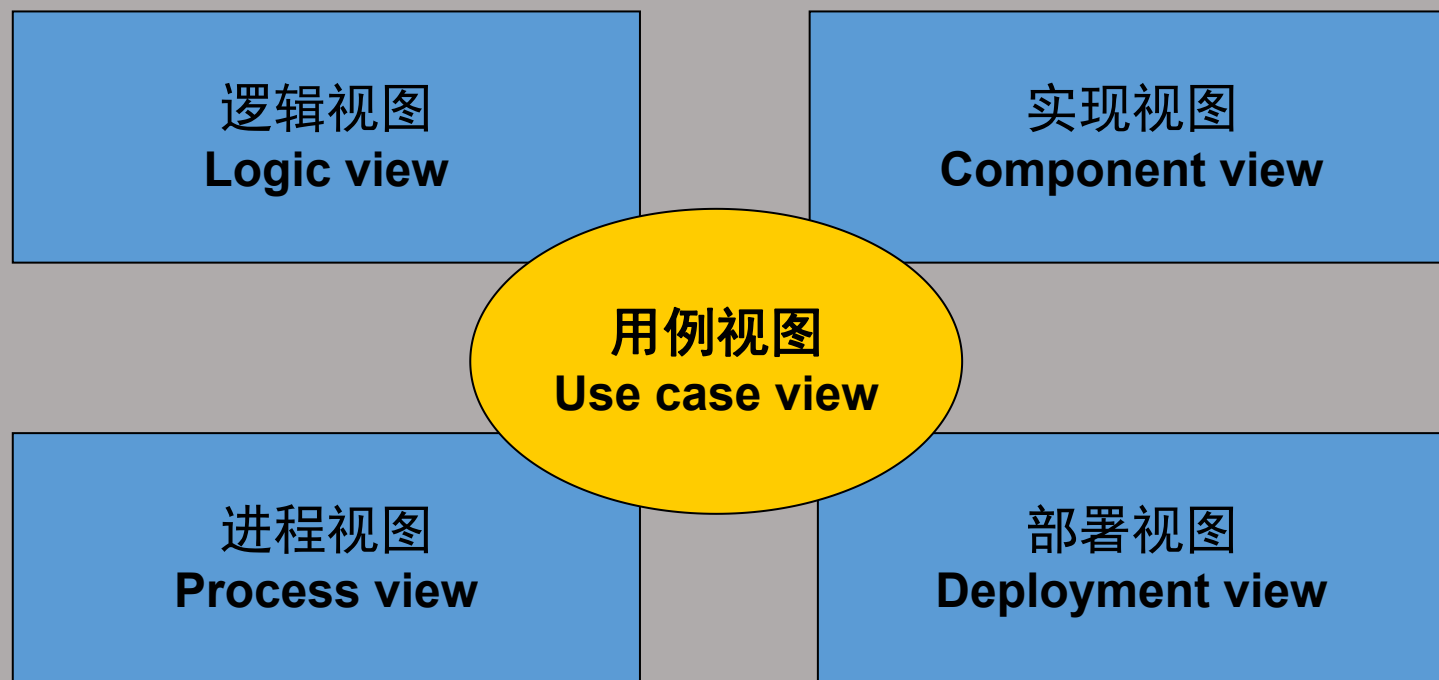 逻辑视图
Logic view
实现视图
Component view
用例视图
Use case view
进程视图
Process view
部署视图
Deployment view